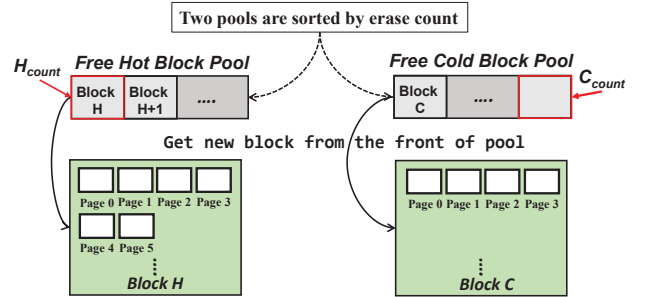 Two pools are sorted by erase count
Free Hot Block Pool
Free Cold Block Pool
Hcount
Ccount
Block H
Block H+1
....
Block C
....
Get new block from the front of pool
Page 0 Page 1 Page 2 Page 3
Page 4 Page 5
Block H
Page 0 Page 1 Page 2 Page 3
Block C